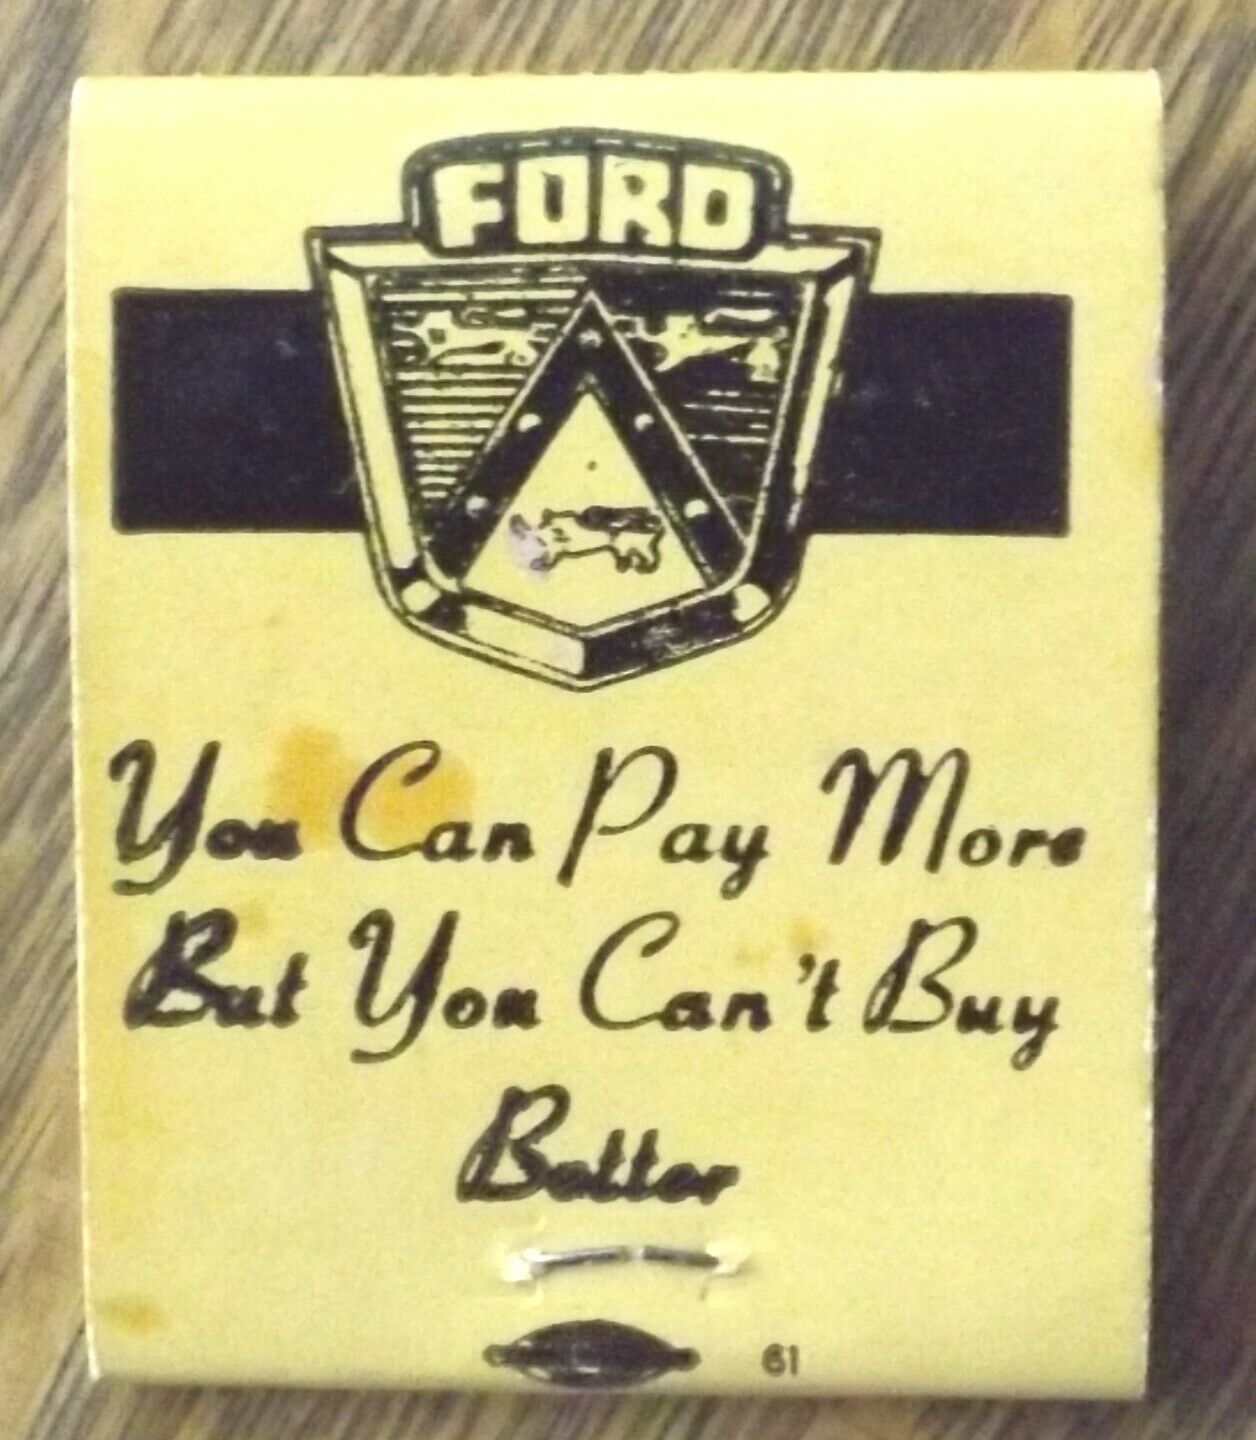 FORD
You Can Pay More
But You Can't Buy
Better
61